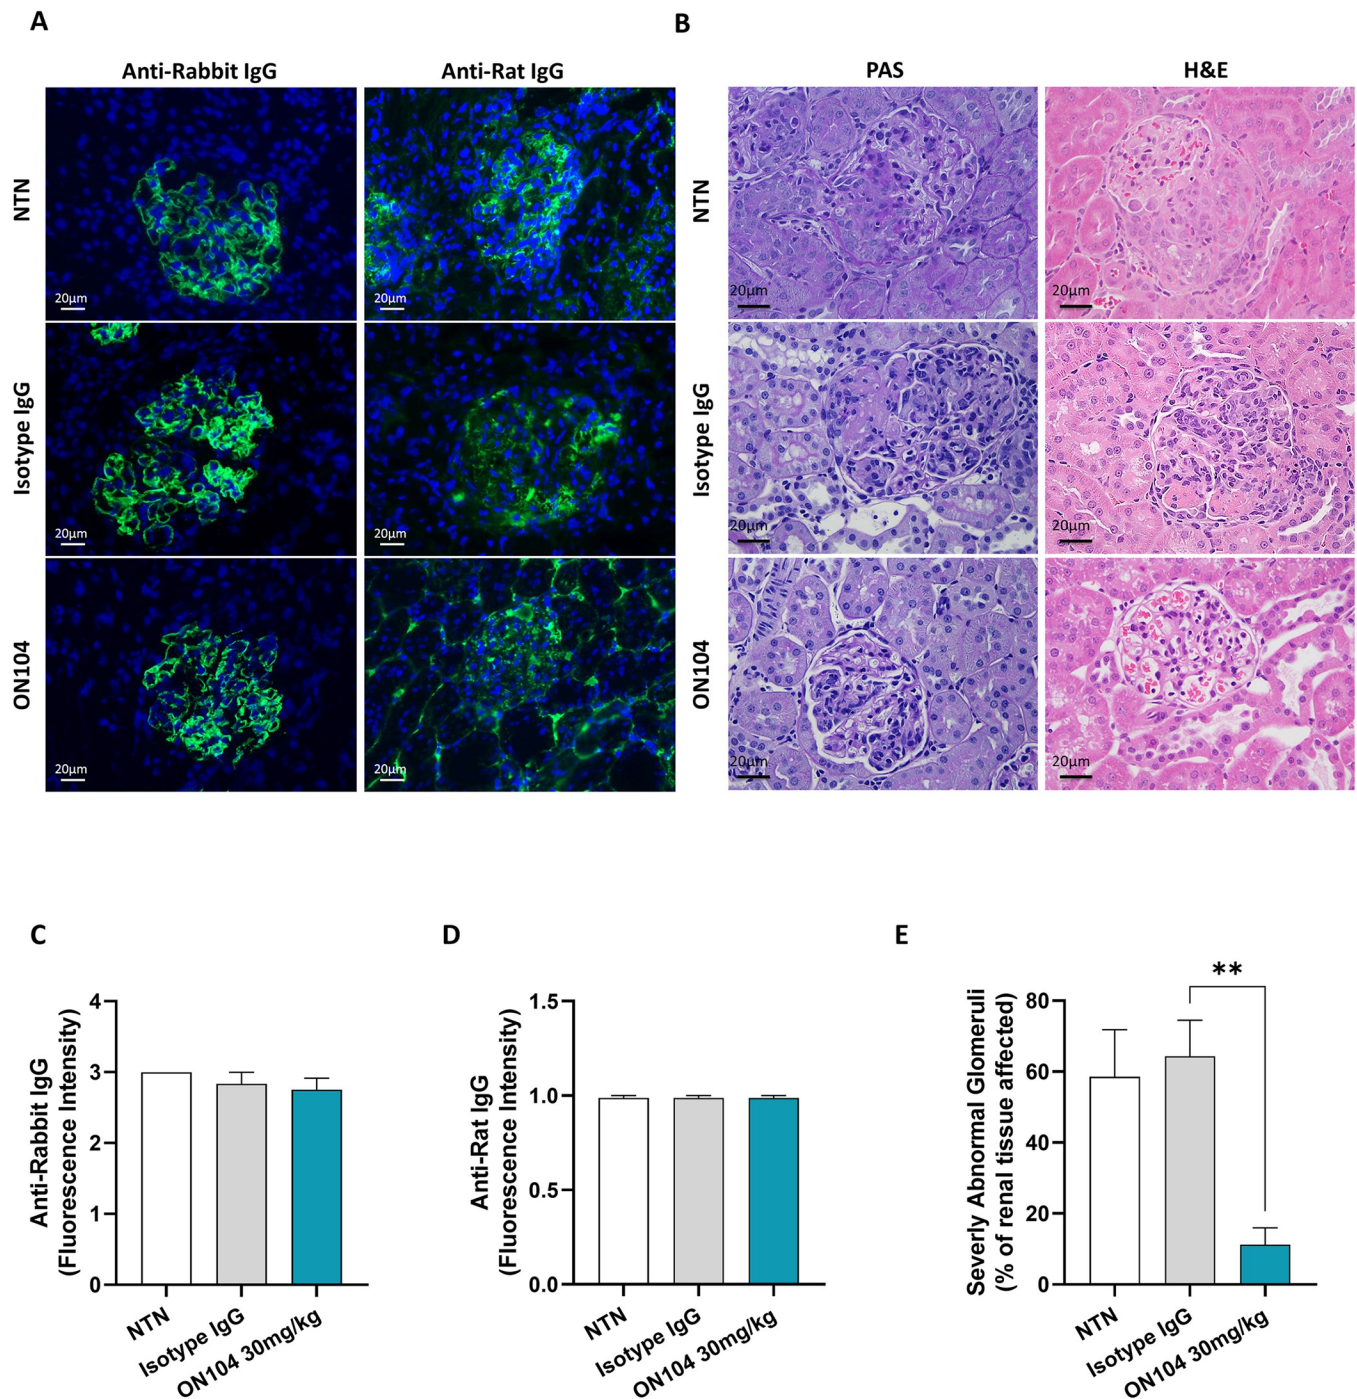 A
B
Anti-Rabbit IgG
Anti-Rat IgG
PAS
H&E
NTN
20μm
20μm
NTN
20μm
20μm
Isotype IgG
20μm
20μm
Isotype IgG
20μm
20μm
ON104
20μm
20μm
ON104
20μm
20μm
C
Anti-Rabbit IgG
(Fluorescence Intensity)
4
3
2
1
0
NTN
Isotype IgG
ON104 30mg/kg
D
Anti-Rat IgG
(Fluorescence Intensity)
1.5
1.0
0.5
0.0
NTN
Isotype IgG
ON104 30mg/kg
E
Severly Abnormal Glomeruli
(% of renal tissue affected)
80
60
40
20
0
**
NTN
Isotype IgG
ON104 30mg/kg